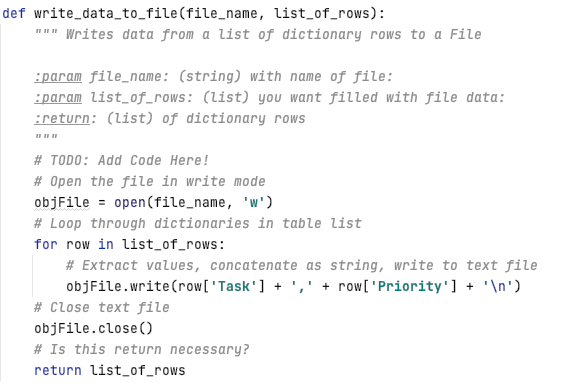 def write_data_to_file(file_name, list_of_rows):
    """ Writes data from a list of dictionary rows to a File

    :param file_name: (string) with name of file:
    :param list_of_rows: (list) you want filled with file data:
    :return: (list) of dictionary rows
    """
    # TODO: Add Code Here!
    # Open the file in write mode
    objFile = open(file_name, 'w')
    # Loop through dictionaries in table list
    for row in list_of_rows:
        # Extract values, concatenate as string, write to text file
        objFile.write(row['Task'] + ',' + row['Priority'] + '\n')
    # Close text file
    objFile.close()
    # Is this return necessary?
    return list_of_rows